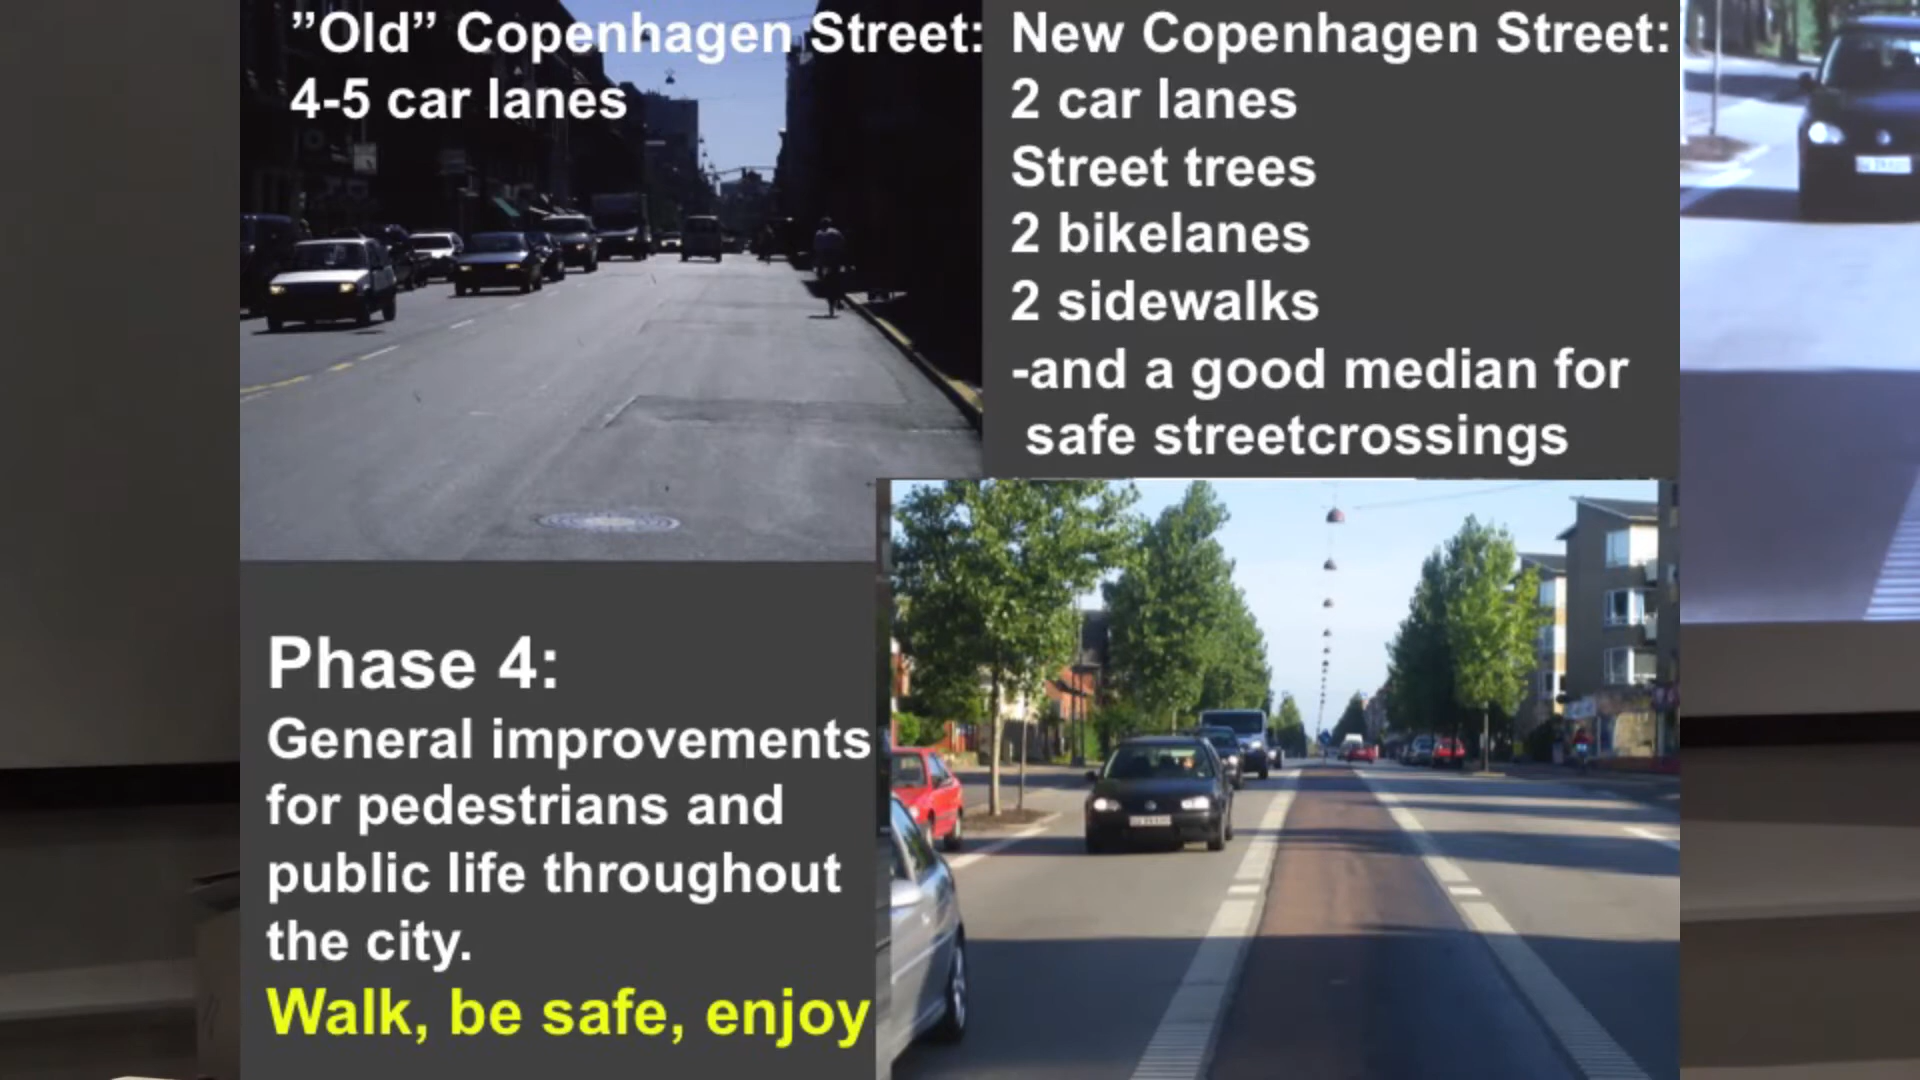 ”Old” Copenhagen Street:
4-5 car lanes
New Copenhagen Street:
2 car lanes
Street trees
2 bikelanes
2 sidewalks
-and a good median for
safe streetcrossings
Phase 4:
General improvements
for pedestrians and
public life throughout
the city.
Walk, be safe, enjoy